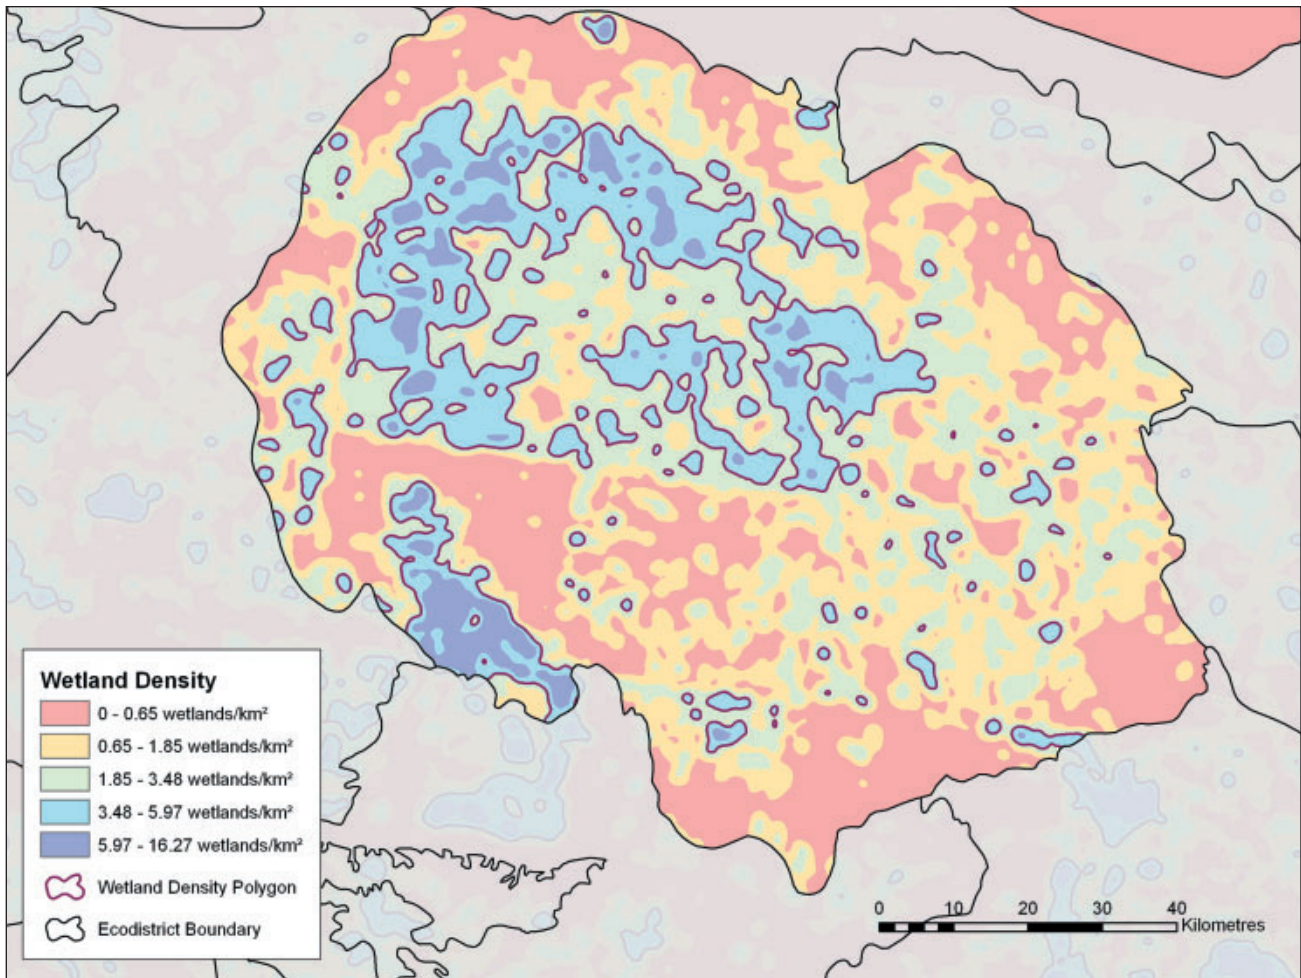 Wetland Density
0 - 0.65 wetlands/km²
0.65 - 1.85 wetlands/km²
1.85 - 3.48 wetlands/km²
3.48 - 5.97 wetlands/km²
5.97 - 16.27 wetlands/km²
Wetland Density Polygon
Ecodistrict Boundary
0 10 20 30 40
Kilometres